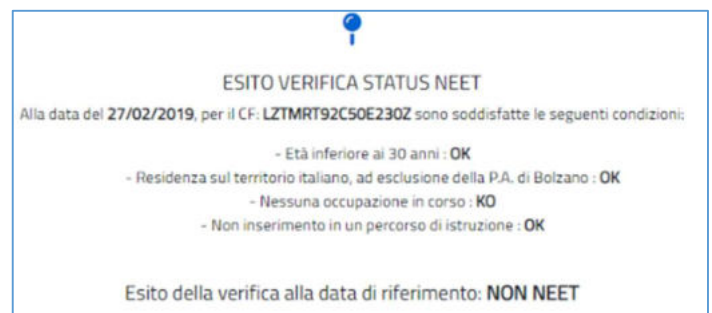 ESITO VERIFICA STATUS NEET
Alla data del 27/02/2019, per il CF: LZTMRT92C50E230Z sono soddisfatte le seguenti condizioni:
- Età inferiore ai 30 anni : OK
- Residenza sul territorio italiano, ad esclusione della P.A. di Bolzano : OK
- Nessuna occupazione in corso : KO
- Non inserimento in un percorso di istruzione : OK
Esito della verifica alla data di riferimento: NON NEET